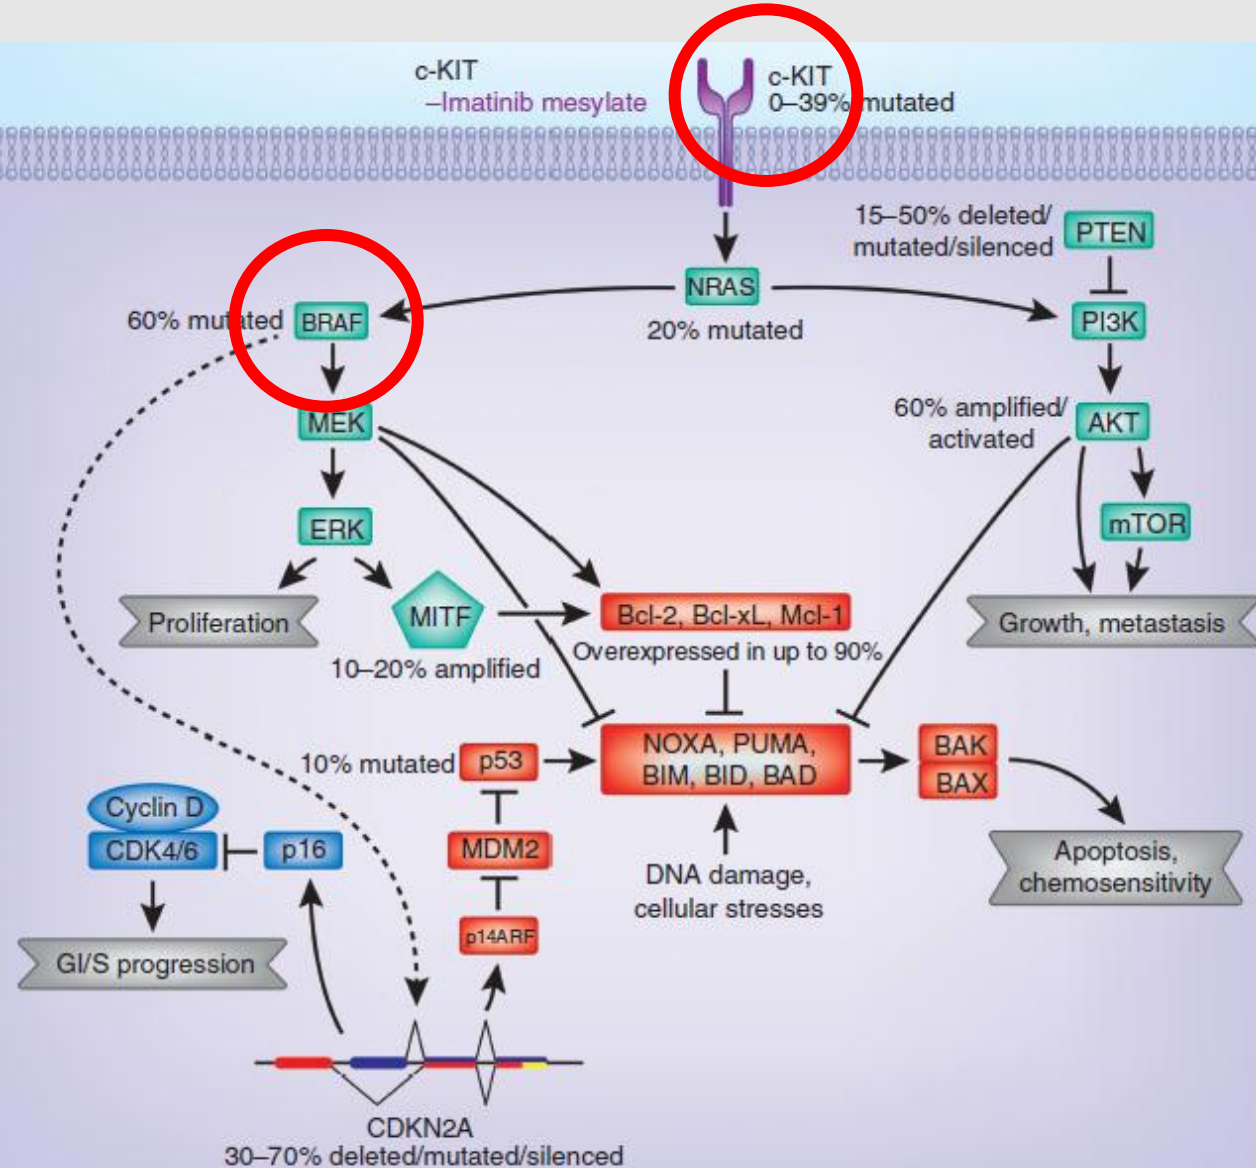 c-KIT
–Imatinib mesylate
c-KIT
0–39% mutated
15–50% deleted/
mutated/silenced
PTEN
NRAS
20% mutated
60% mutated
BRAF
PI3K
MEK
60% amplified/
activated
AKT
ERK
mTOR
Proliferation
MITF
10–20% amplified
Bcl-2, Bcl-xL, Mcl-1
Overexpressed in up to 90%
Growth, metastasis
10% mutated
p53
NOXA, PUMA,
BIM, BID, BAD
BAK
BAX
Cyclin D
CDK4/6
p16
MDM2
DNA damage,
cellular stresses
Apoptosis,
chemosensitivity
p14ARF
GI/S progression
CDKN2A
30–70% deleted/mutated/silenced